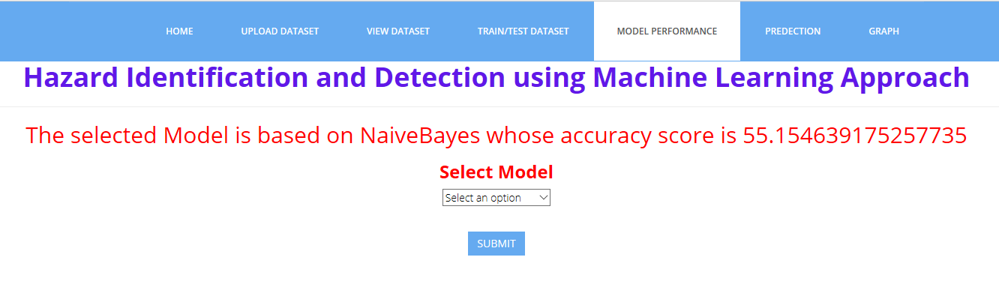 HOME UPLOAD DATASET VIEW DATASET TRAIN/TEST DATASET MODEL PERFORMANCE PREDECTION GRAPH
Hazard Identification and Detection using Machine Learning Approach
The selected Model is based on NaiveBayes whose accuracy score is 55.154639175257735
Select Model
Select an option
SUBMIT